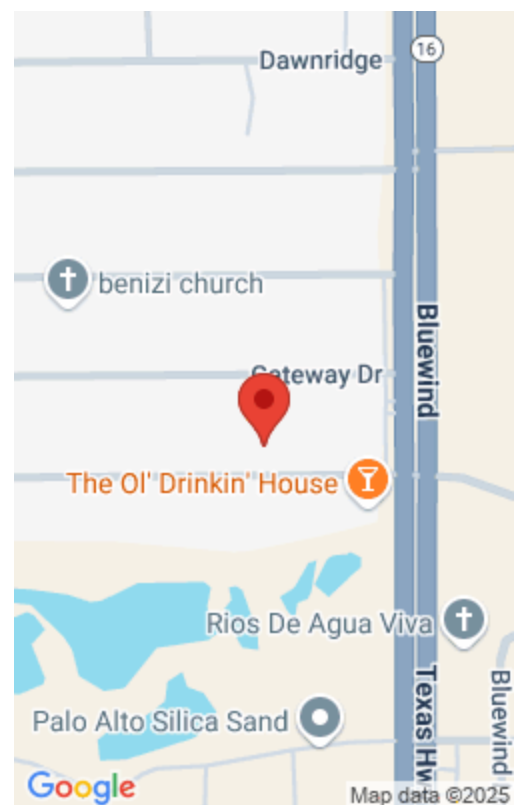 Dawnridge
16
benizi church
Bluewind
Gateway Dr
The Ol' Drinkin' House
Rios De Agua Viva
Texas Hw
Bluewind
Palo Alto Silica Sand
Google
Map data ©2025